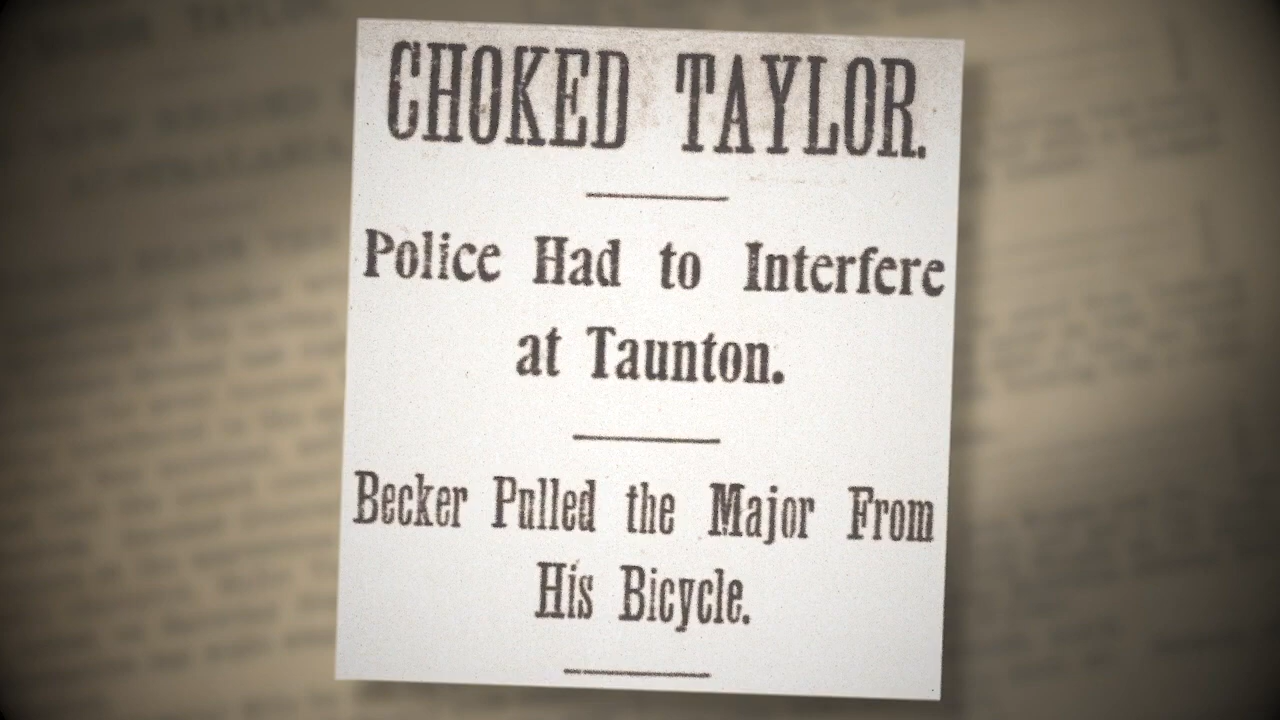 CHOKED TAYLOR.
Police Had to Interfere
at Taunton.
Becker Pulled the Major From
His Bicycle.